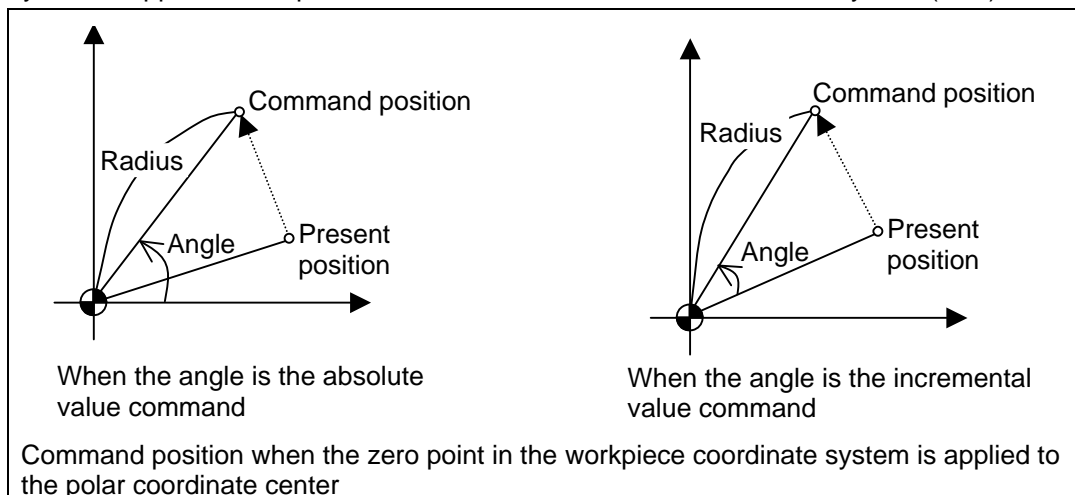 Command position
Radius
Angle
Present
position
When the angle is the absolute
value command
Command position
Radius
Angle
Present
position
When the angle is the incremental
value command
Command position when the zero point in the workpiece coordinate system is applied to
the polar coordinate center